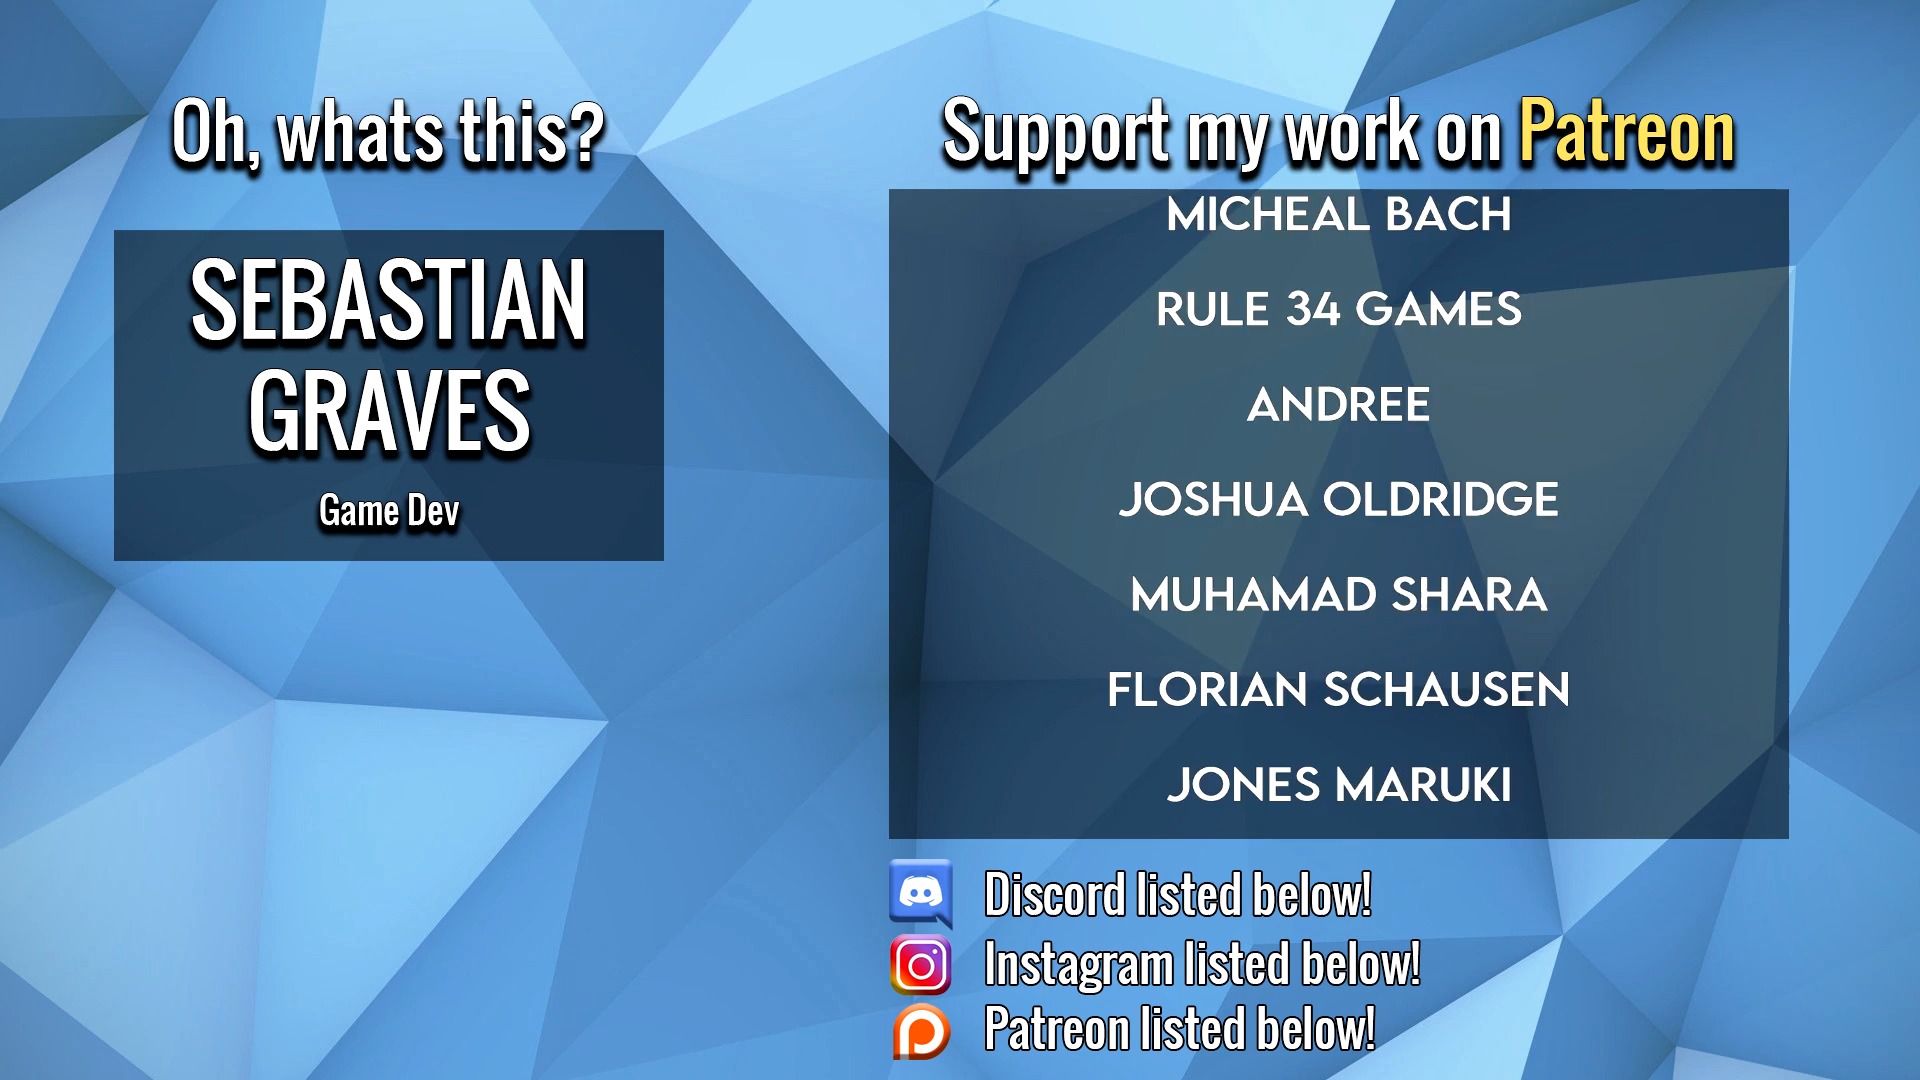 Oh, whats this?
SEBASTIAN
GRAVES
Game Dev
Support my work on Patreon
MICHEAL BACH
RULE 34 GAMES
ANDREE
JOSHUA OLDRIDGE
MUHAMAD SHARA
FLORIAN SCHAUSEN
JONES MARUKI
Discord listed below!
Instagram listed below!
Patreon listed below!